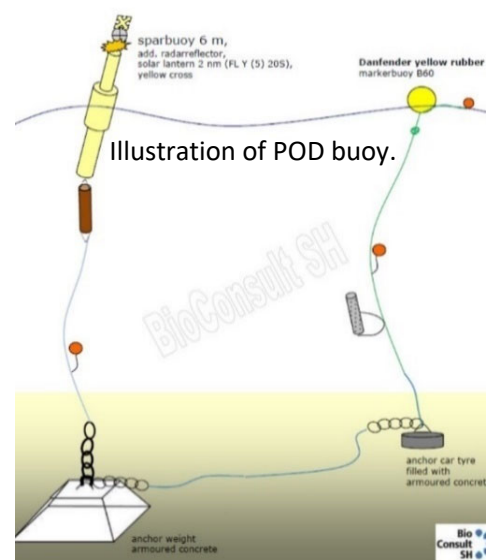 sparbuoy 6 m,
add. radarreflector,
solar lantern 2 nm (FL Y (5) 20S),
yellow cross
Danfender yellow rubber
markerbuoy B60
Illustration of POD buoy.
BioConsult SH
anchor car tyre
filled with
armoured concret
anchor weight
armoured concrete
Bio
Consult
SH